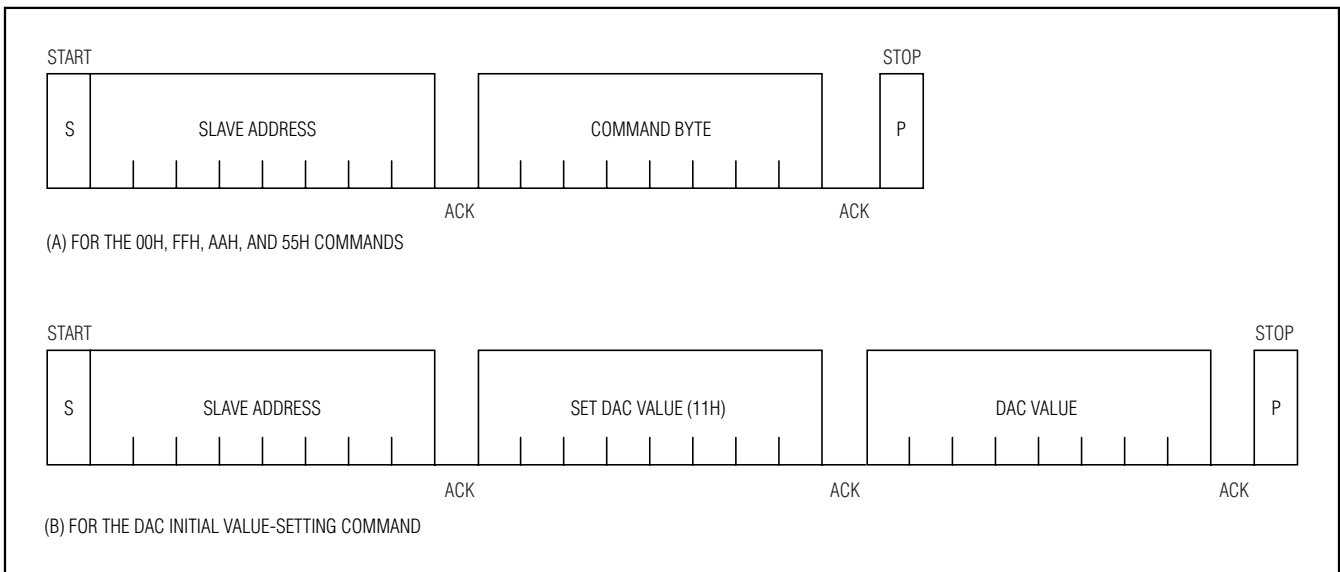 START STOP
S SLAVE ADDRESS COMMAND BYTE P
ACK ACK
(A) FOR THE 00H, FFH, AAH, AND 55H COMMANDS
START STOP
S SLAVE ADDRESS SET DAC VALUE (11H) DAC VALUE P
ACK ACK ACK
(B) FOR THE DAC INITIAL VALUE-SETTING COMMAND